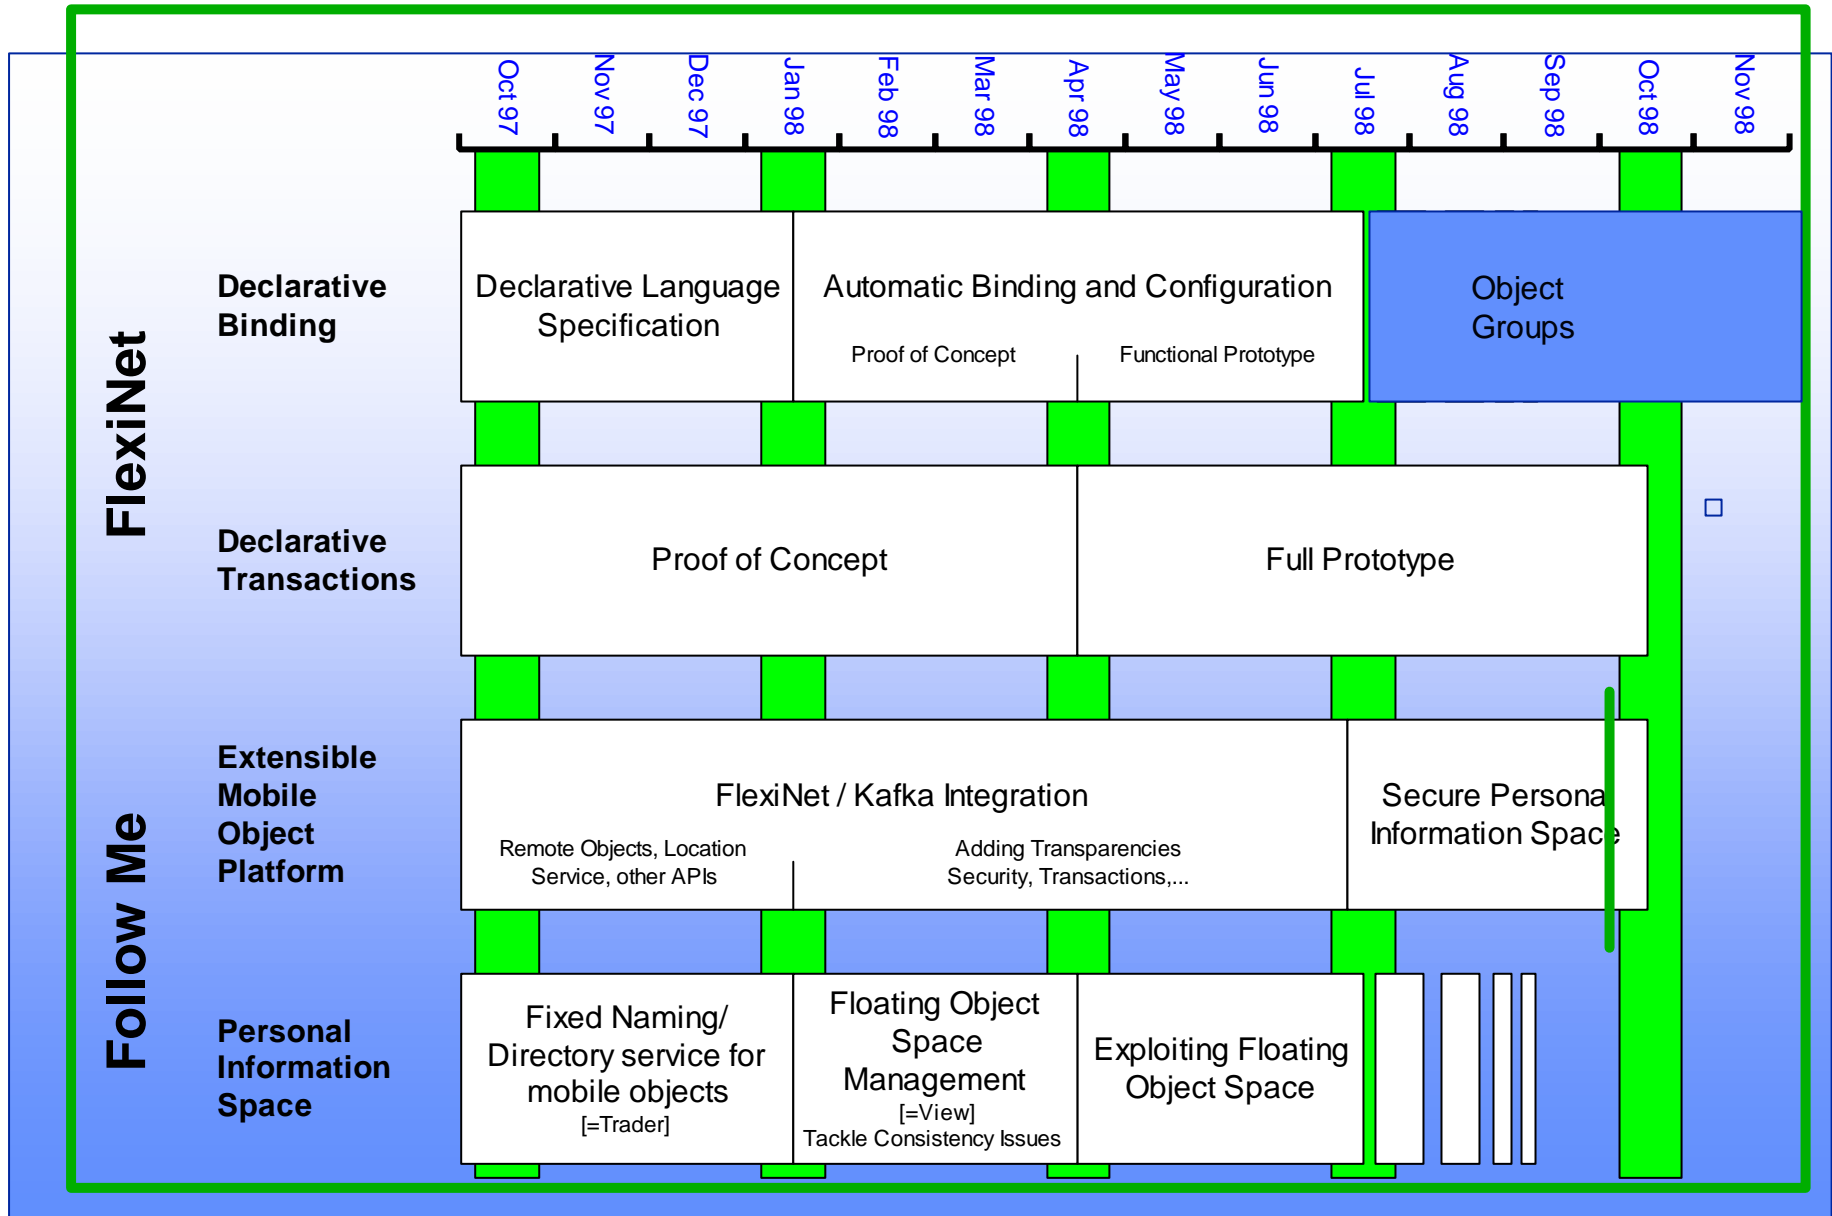 Oct 97
Nov 97
Dec 97
Jan 98
Feb 98
Mar 98
Apr 98
May 98
Jun 98
Jul 98
Aug 98
Sep 98
Oct 98
Nov 98
FlexiNet
Declarative
Binding
Declarative Language
Specification
Automatic Binding and Configuration
Proof of Concept
Functional Prototype
Object
Groups
Declarative
Transactions
Proof of Concept
Full Prototype
Follow Me
Extensible
Mobile
Object
Platform
FlexiNet / Kafka Integration
Remote Objects, Location
Service, other APIs
Adding Transparencies
Security, Transactions,...
Secure Persona
Information Space
Personal
Information
Space
Fixed Naming/
Directory service for
mobile objects
[=Trader]
Floating Object
Space
Management
[=View]
Tackle Consistency Issues
Exploiting Floating
Object Space